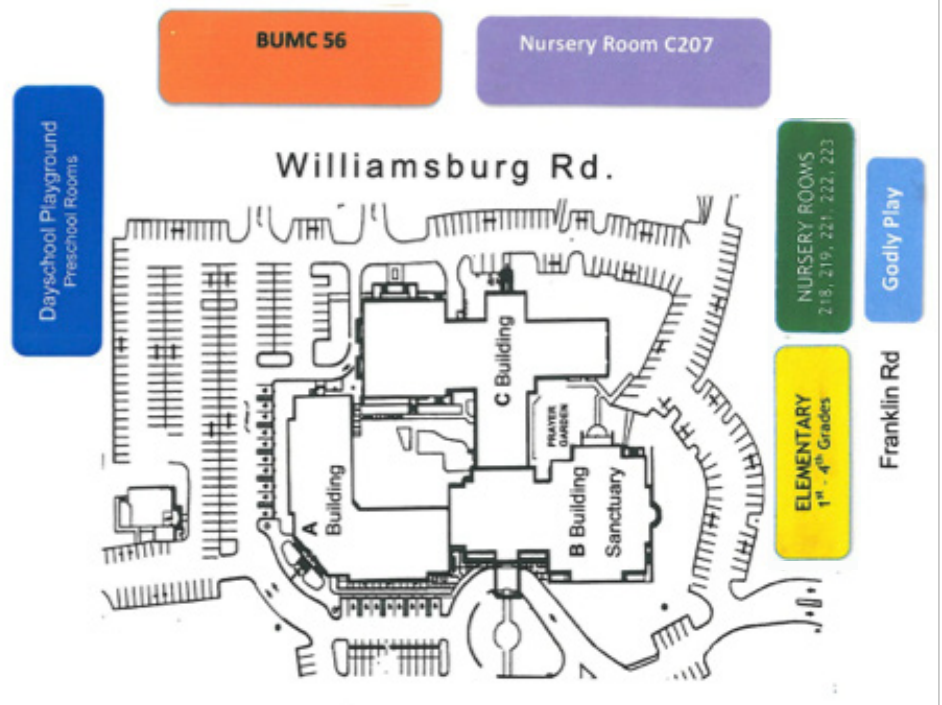 BUMC 56
Nursery Room C207
Dayschool Playground
Preschool Rooms
Williamsburg Rd.
NURSERY ROOMS
218, 219, 221, 222, 223
Godly Play
C Building
PRAYER
GARDEN
A
Building
B Building
Sanctuary
ELEMENTARY
1st - 4th Grades
Franklin Rd